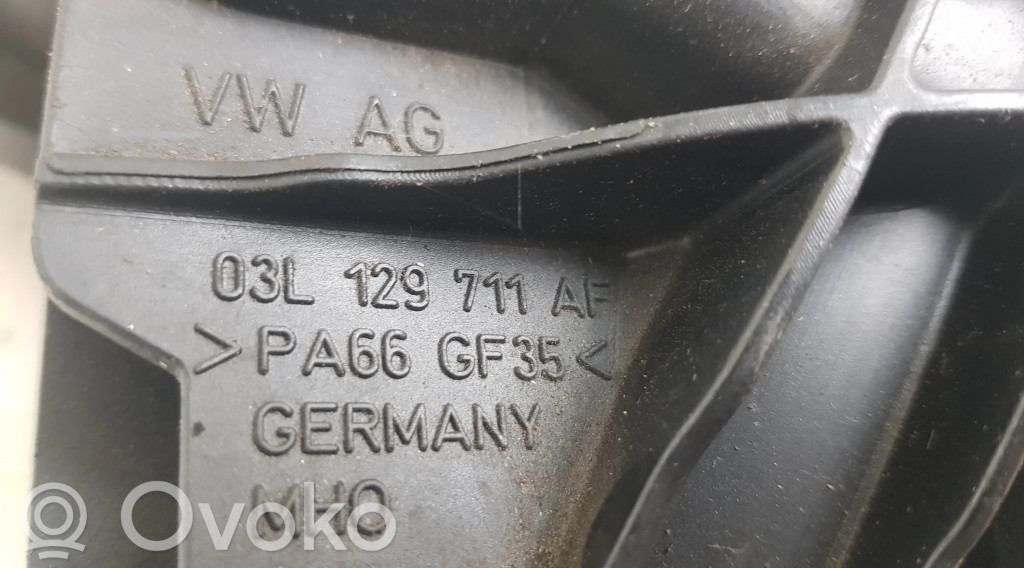 VW AG
03L 129 711 AF
>PA66 GF35<
GERMANY
Ovoko